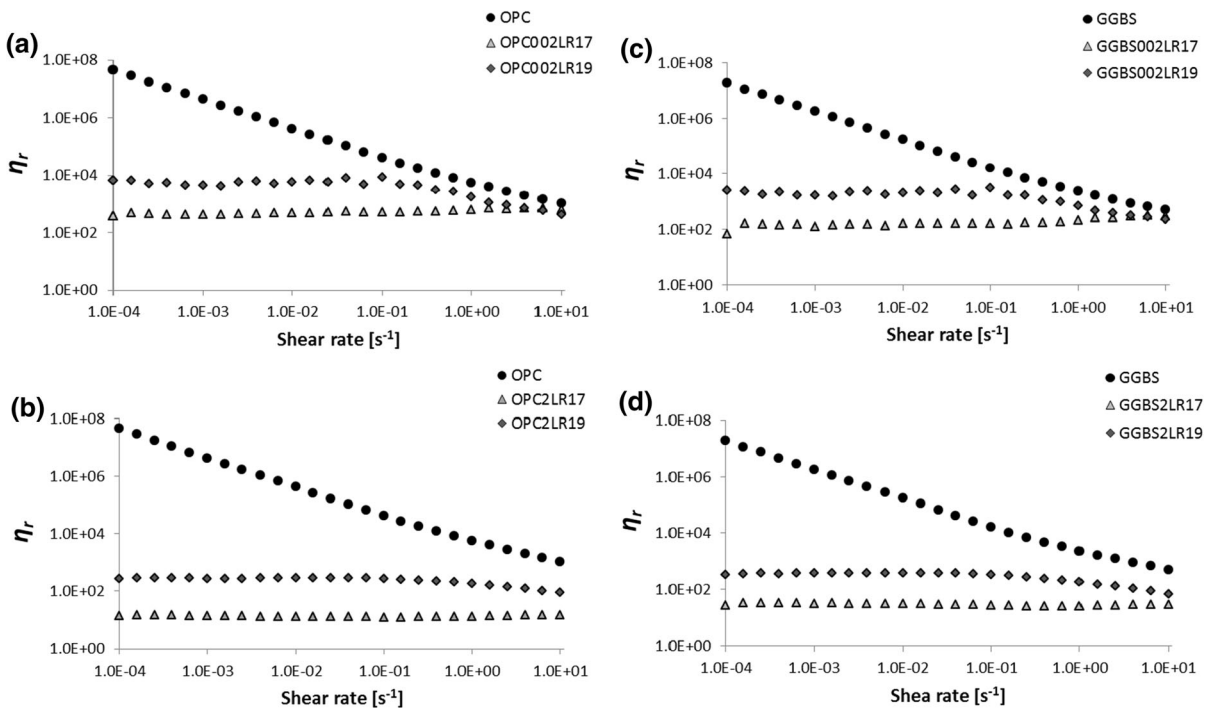 (a)
OPC
OPC002LR17
OPC002LR19
1.0E+08
1.0E+06
1.0E+04
1.0E+02
1.0E+00
ηr
1.0E-04 1.0E-03 1.0E-02 1.0E-01 1.0E+00 1.0E+01
Shear rate [s-1]
(c)
GGBS
GGBS002LR17
GGBS002LR19
1.0E+08
1.0E+06
1.0E+04
1.0E+02
1.0E+00
ηr
1.0E-04 1.0E-03 1.0E-02 1.0E-01 1.0E+00 1.0E+01
Shear rate [s-1]
(b)
OPC
OPC2LR17
OPC2LR19
1.0E+08
1.0E+06
1.0E+04
1.0E+02
1.0E+00
ηr
1.0E-04 1.0E-03 1.0E-02 1.0E-01 1.0E+00 1.0E+01
Shear rate [s-1]
(d)
GGBS
GGBS2LR17
GGBS2LR19
1.0E+08
1.0E+06
1.0E+04
1.0E+02
1.0E+00
ηr
1.0E-04 1.0E-03 1.0E-02 1.0E-01 1.0E+00 1.0E+01
Shea rate [s-1]